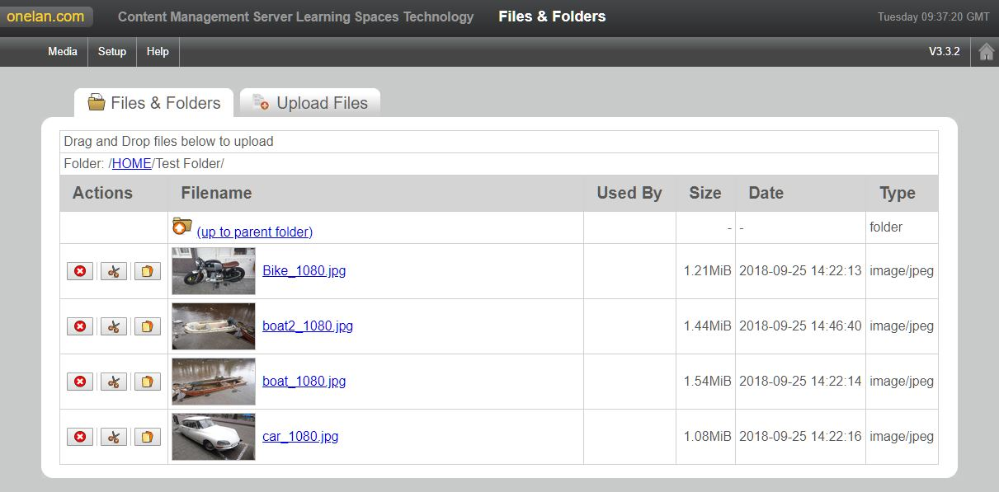 onelan.com Content Management Server Learning Spaces Technology Files & Folders Tuesday 09:37:20 GMT
Media Setup Help V3.3.2
Files & Folders Upload Files
Drag and Drop files below to upload
Folder: /HOME/Test Folder/
Actions Filename Used By Size Date Type
(up to parent folder) - - folder
Bike_1080.jpg 1.21MiB 2018-09-25 14:22:13 image/jpeg
boat2_1080.jpg 1.44MiB 2018-09-25 14:46:40 image/jpeg
boat_1080.jpg 1.54MiB 2018-09-25 14:22:14 image/jpeg
car_1080.jpg 1.08MiB 2018-09-25 14:22:16 image/jpeg